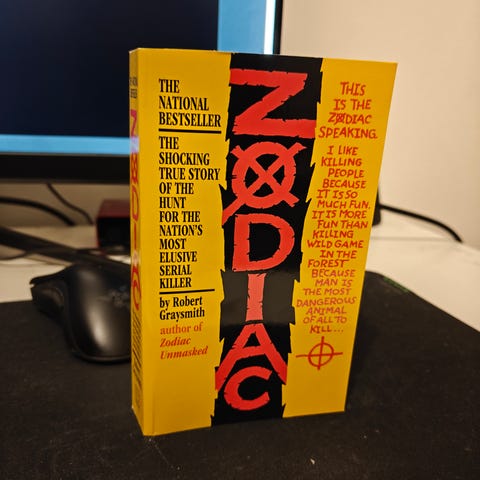 THE
NATIONAL
BESTSELLER
THE
SHOCKING
TRUE STORY
OF THE
HUNT
FOR THE
NATION'S
MOST
ELUSIVE
SERIAL
KILLER
by Robert
Graysmith
author of
Zodiac
Unmasked
ZODIAC
THIS
IS THE
ZODIAC
SPEAKING.
I LIKE
KILLING
PEOPLE
BECAUSE
IT IS SO
MUCH FUN.
IT IS MORE
FUN THAN
KILLING
WILD GAME
IN THE
FOREST
BECAUSE
MAN IS
THE MOST
DANGEROUS
ANIMAL
OF ALL TO
KILL...
ZODIAC